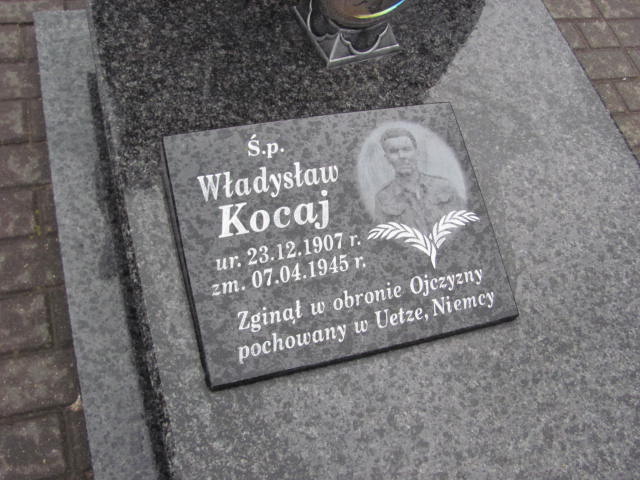 Ś.p.
Władysław
Kocaj
ur. 23.12.1907 r.
zm. 07.04.1945 r.
Zginął w obronie Ojczyzny
pochowany w Uetze, Niemcy